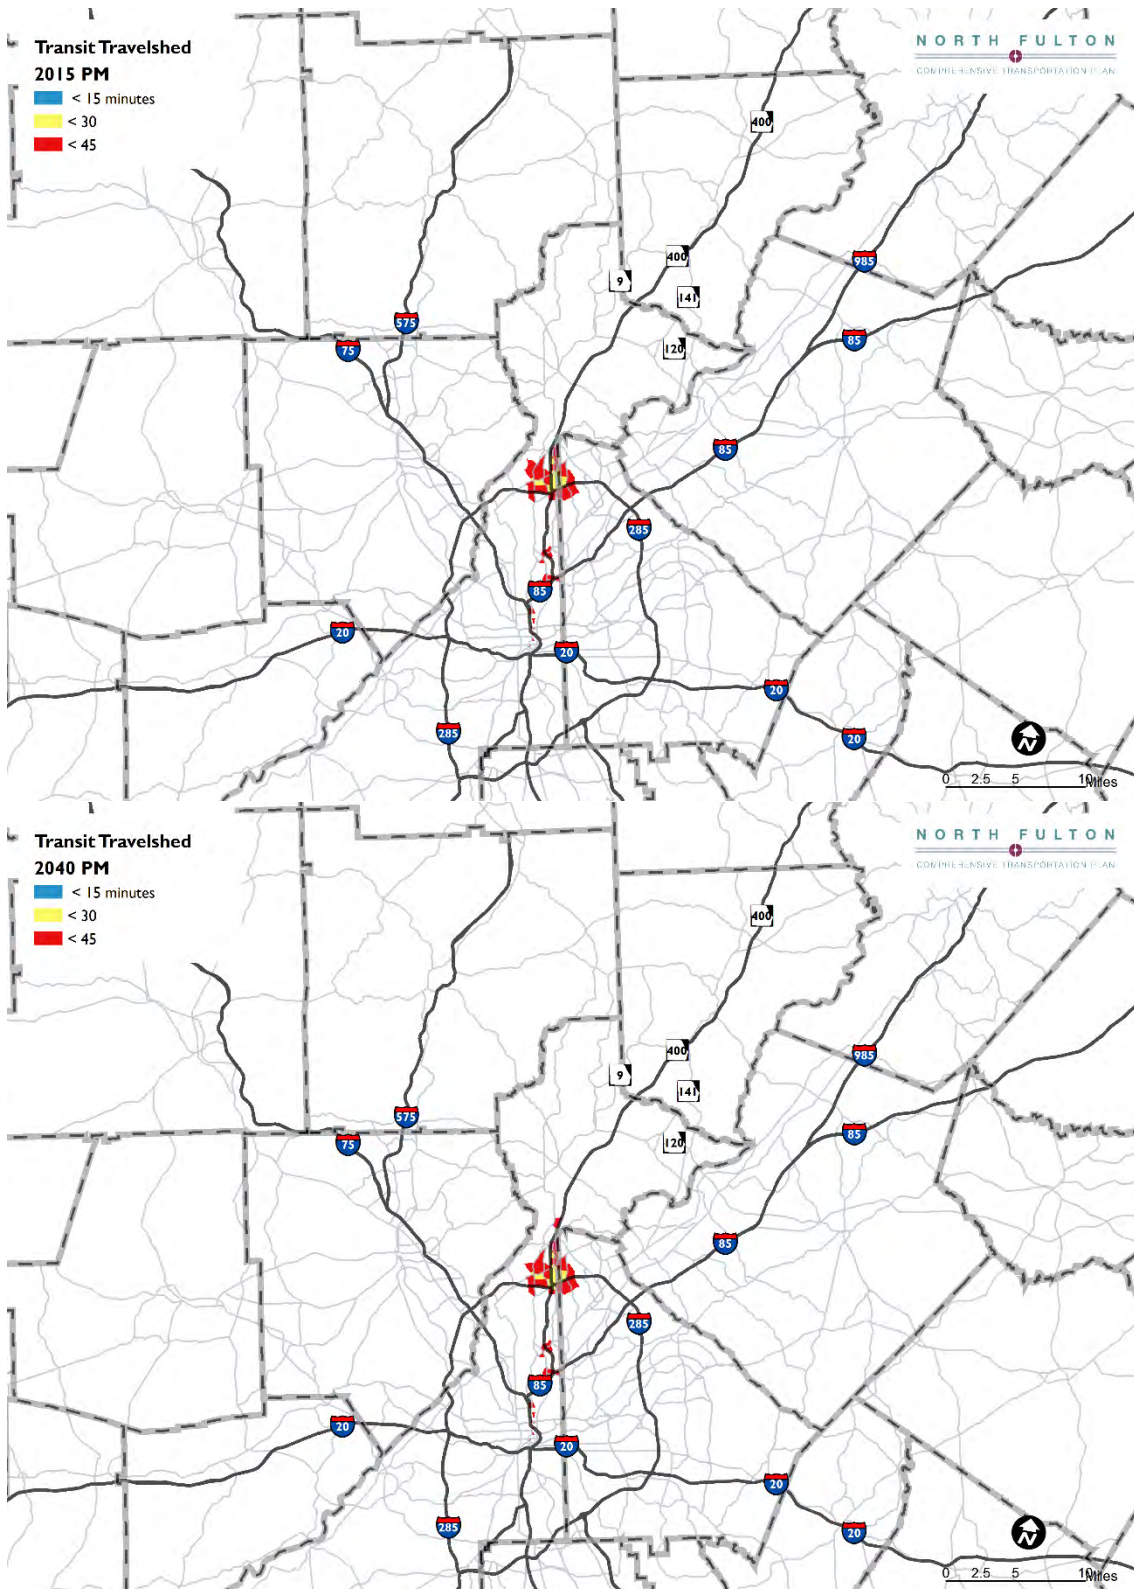 Transit Travelshed
2015 PM
< 15 minutes
< 30
< 45
NORTH FULTON
COMPREHENSIVE TRANSPORTATION PLAN
400
985
400
9
141
575
85
75
120
85
285
85
20
20
20
285
20
N
0 2.5 5 10 Miles
Transit Travelshed
2040 PM
< 15 minutes
< 30
< 45
NORTH FULTON
COMPREHENSIVE TRANSPORTATION PLAN
400
400
985
9
141
575
85
75
120
85
285
85
20
20
20
285
20
N
0 2.5 5 10 Miles